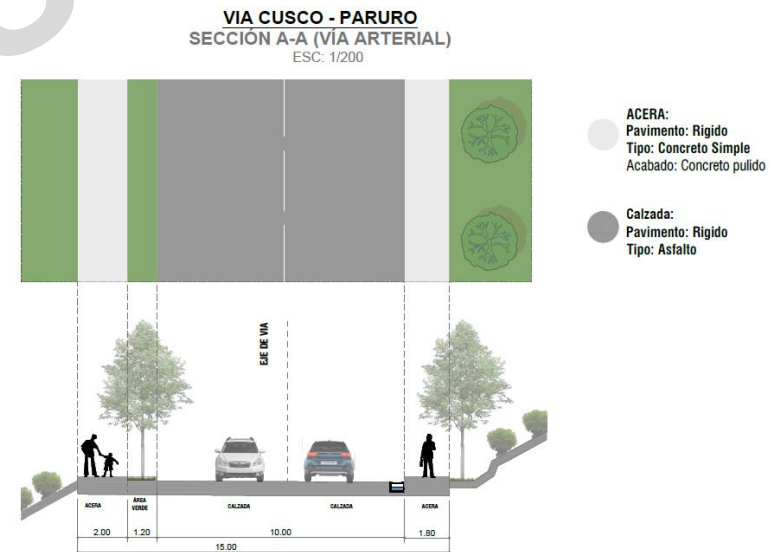 VIA CUSCO - PARURO
SECCIÓN A-A (VÍA ARTERIAL)
ESC: 1/200
ACERA:
Pavimento: Rigido
Tipo: Concreto Simple
Acabado: Concreto pulido
Calzada:
Pavimento: Rigido
Tipo: Asfalto
EJE DE VIA
ACERA
ÁREA
VERDE
CALZADA
CALZADA
ACERA
2.00
1.20
10.00
1.80
15.00